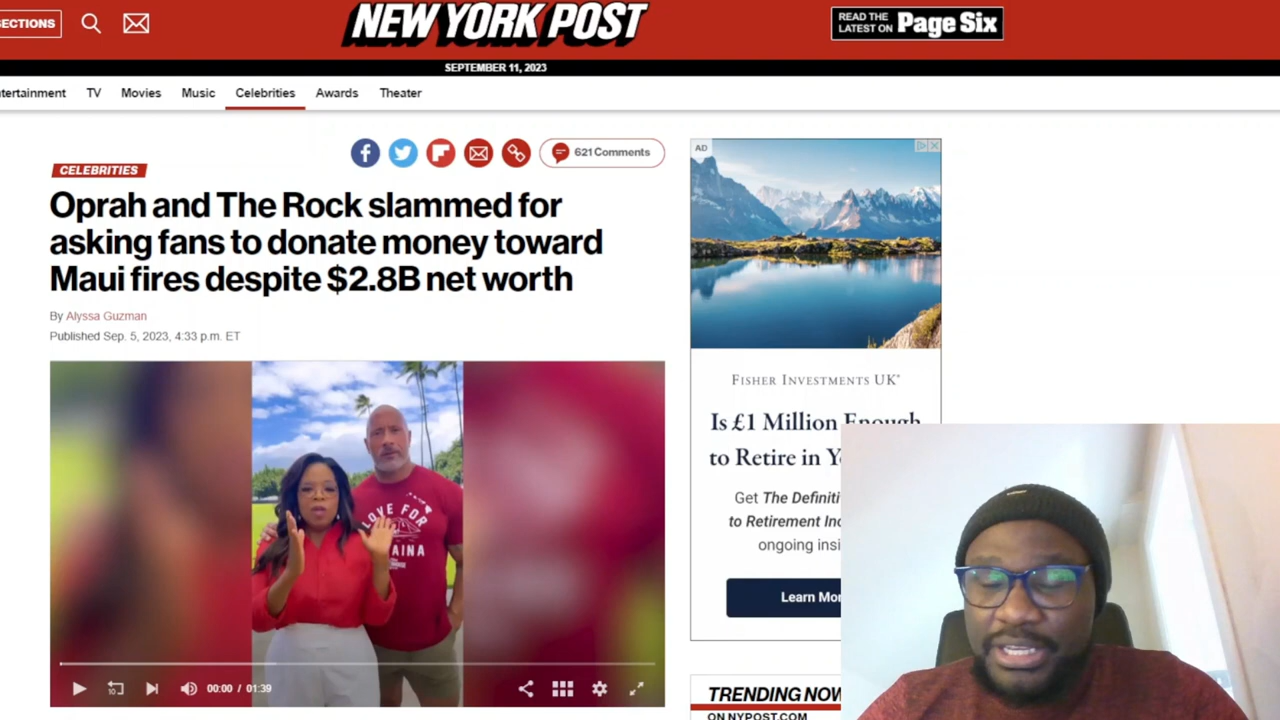 SECTIONS
NEW YORK POST
READ THE
LATEST ON
Page Six
SEPTEMBER 11, 2023
tertainment TV Movies Music Celebrities Awards Theater
621 Comments
CELEBRITIES
Oprah and The Rock slammed for
asking fans to donate money toward
Maui fires despite $2.8B net worth
By Alyssa Guzman
Published Sep. 5, 2023, 4:33 p.m. ET
LOVE FOR
AINA
10
00:00 / 01:39
AD
FISHER INVESTMENTS UK®
Is £1 Million Enough
to Retire in
Get The Definiti
to Retirement Inc
ongoing insi
Learn Mor
TRENDING NOW
ON NYPOST.COM